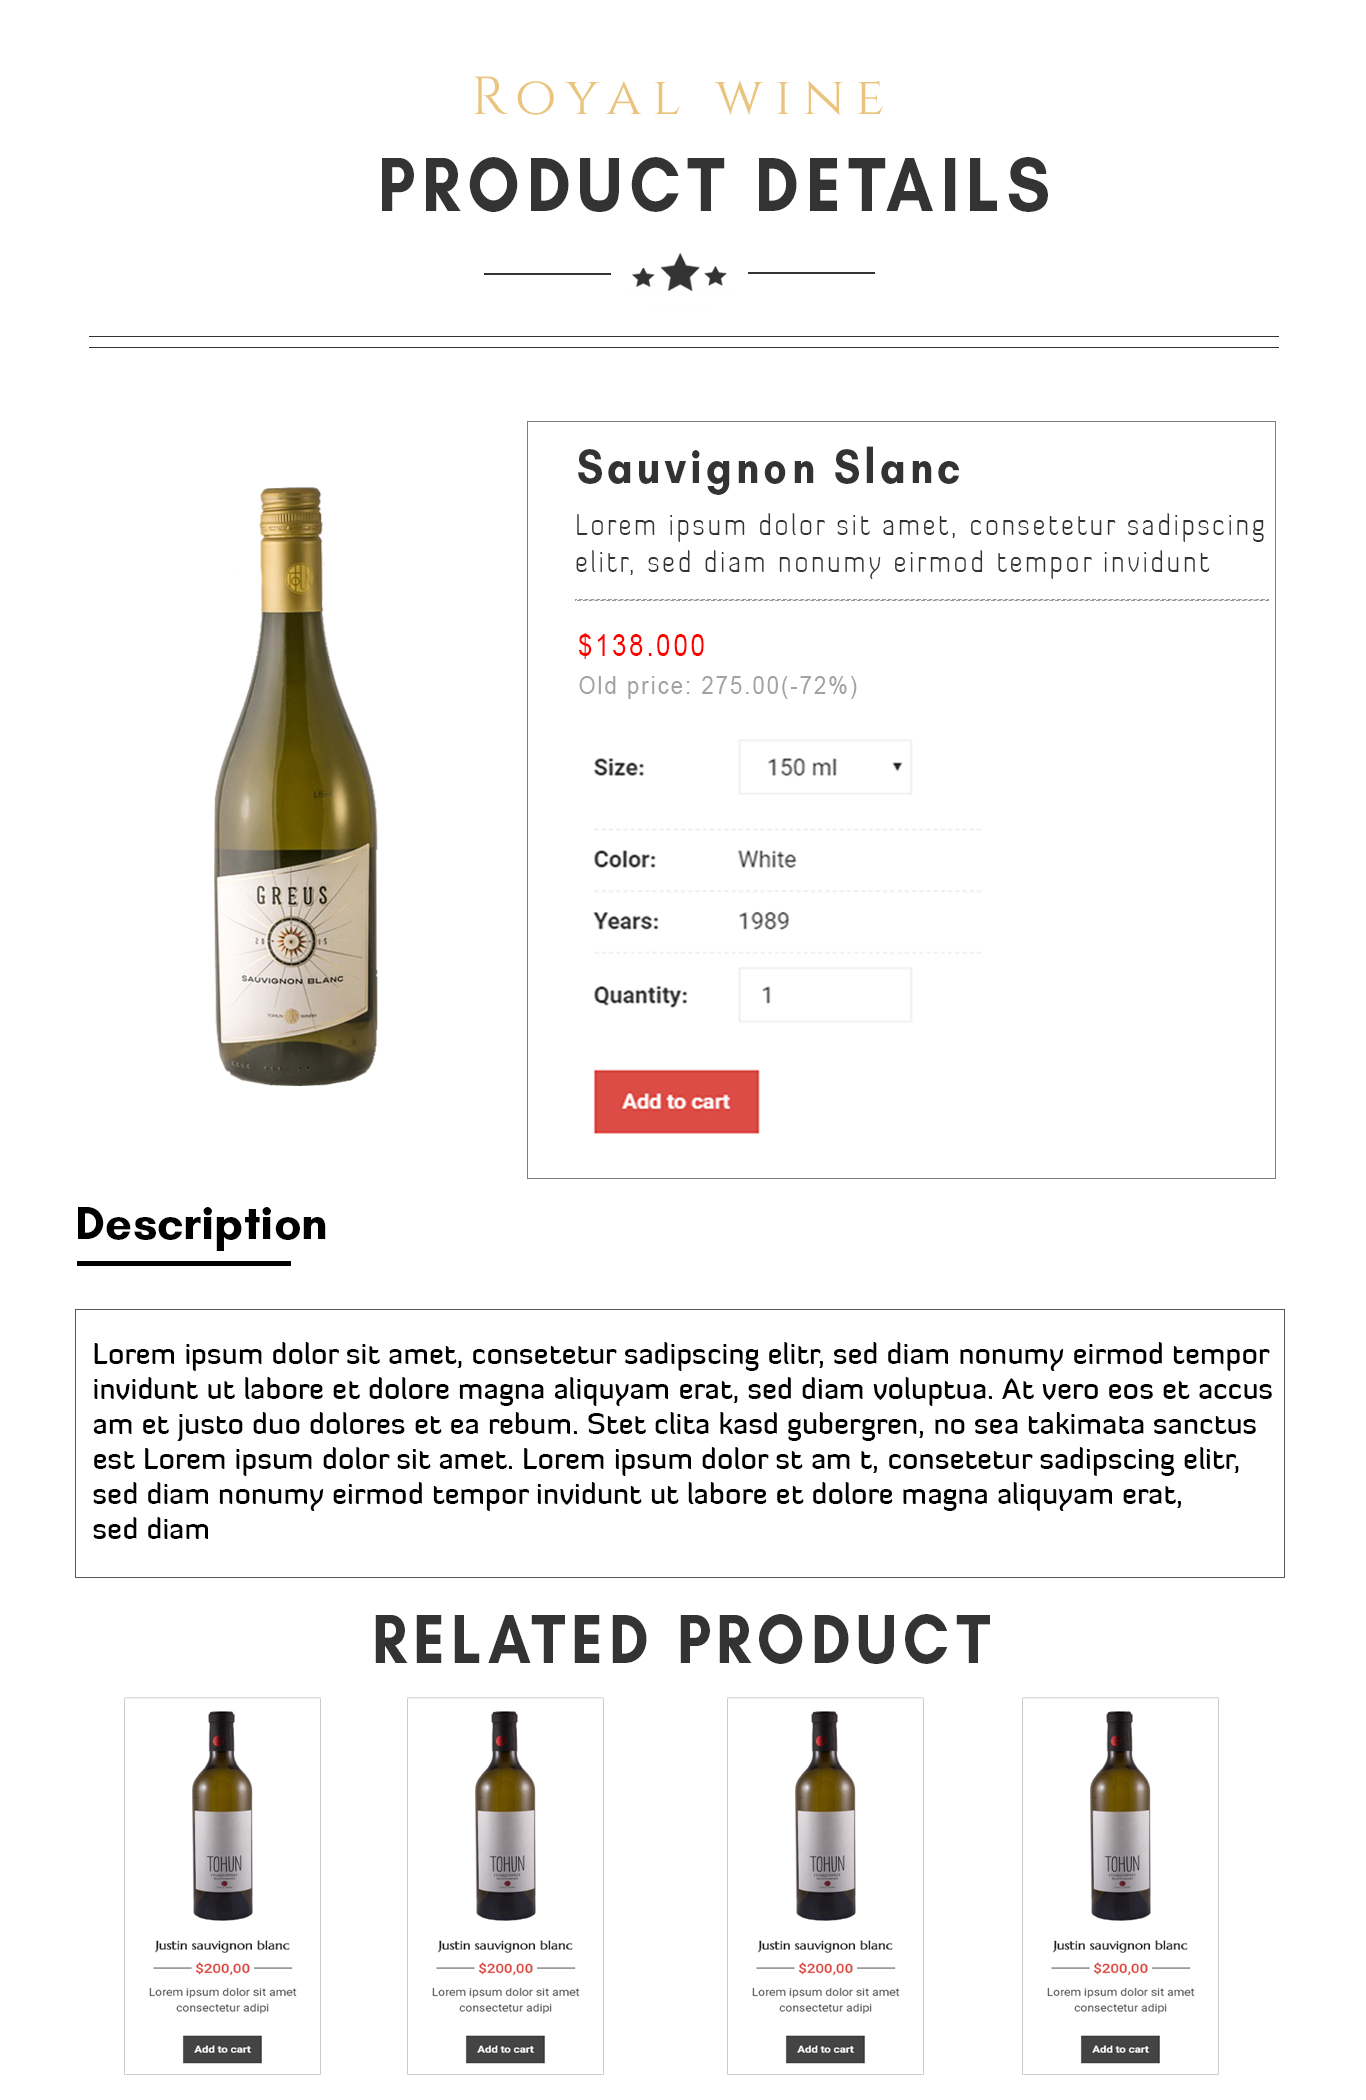 Royal wine
PRODUCT DETAILS
Sauvignon Slanc
Lorem ipsum dolor sit amet, consetetur sadipscing
elitr, sed diam nonumy eirmod tempor invidunt
$138.000
Old price: 275.00(-72%)
Size: 150 ml
Color: White
Years: 1989
Quantity: 1
Add to cart
GREUS
20 15
SAUVIGNON BLANC
TOHUN WINERY
Description
Lorem ipsum dolor sit amet, consetetur sadipscing elitr, sed diam nonumy eirmod tempor
invidunt ut labore et dolore magna aliquyam erat, sed diam voluptua. At vero eos et accus
am et justo duo dolores et ea rebum. Stet clita kasd gubergren, no sea takimata sanctus
est Lorem ipsum dolor sit amet. Lorem ipsum dolor st am t, consetetur sadipscing elitr,
sed diam nonumy eirmod tempor invidunt ut labore et dolore magna aliquyam erat,
sed diam
RELATED PRODUCT
TOHUN
Justin sauvignon blanc
$200,00
Lorem ipsum dolor sit amet
consectetur adipi
Add to cart
TOHUN
Justin sauvignon blanc
$200,00
Lorem ipsum dolor sit amet
consectetur adipi
Add to cart
TOHUN
Justin sauvignon blanc
$200,00
Lorem ipsum dolor sit amet
consectetur adipi
Add to cart
TOHUN
Justin sauvignon blanc
$200,00
Lorem ipsum dolor sit amet
consectetur adipi
Add to cart